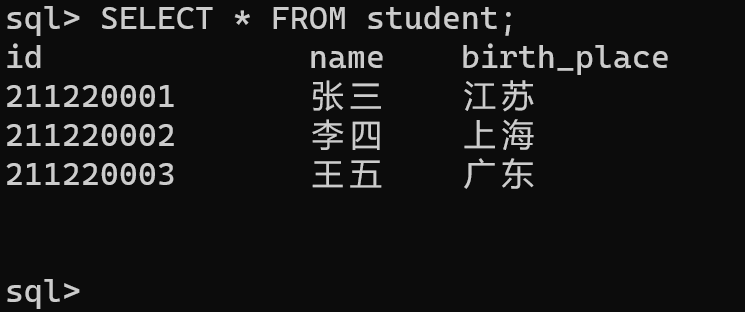 sql> SELECT * FROM student;
id name birth_place
211220001 张三 江苏
211220002 李四 上海
211220003 王五 广东
sql>